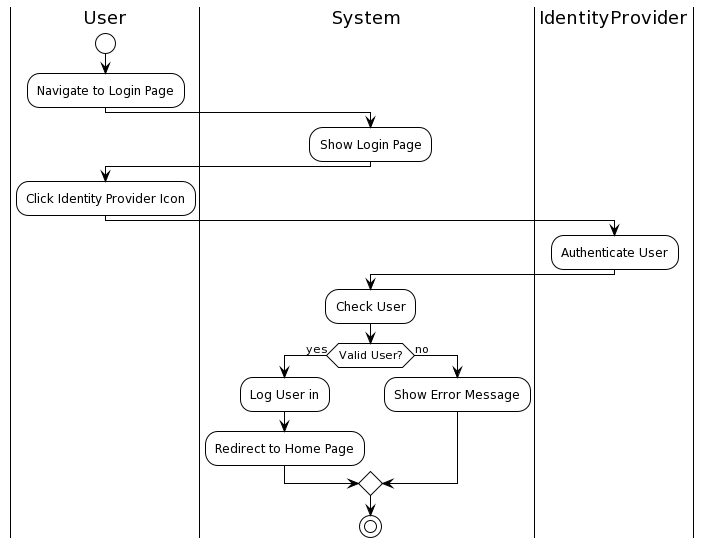 User
System
IdentityProvider
Navigate to Login Page
Show Login Page
Click Identity Provider Icon
Authenticate User
Check User
yes
Valid User?
no
Log User in
Show Error Message
Redirect to Home Page